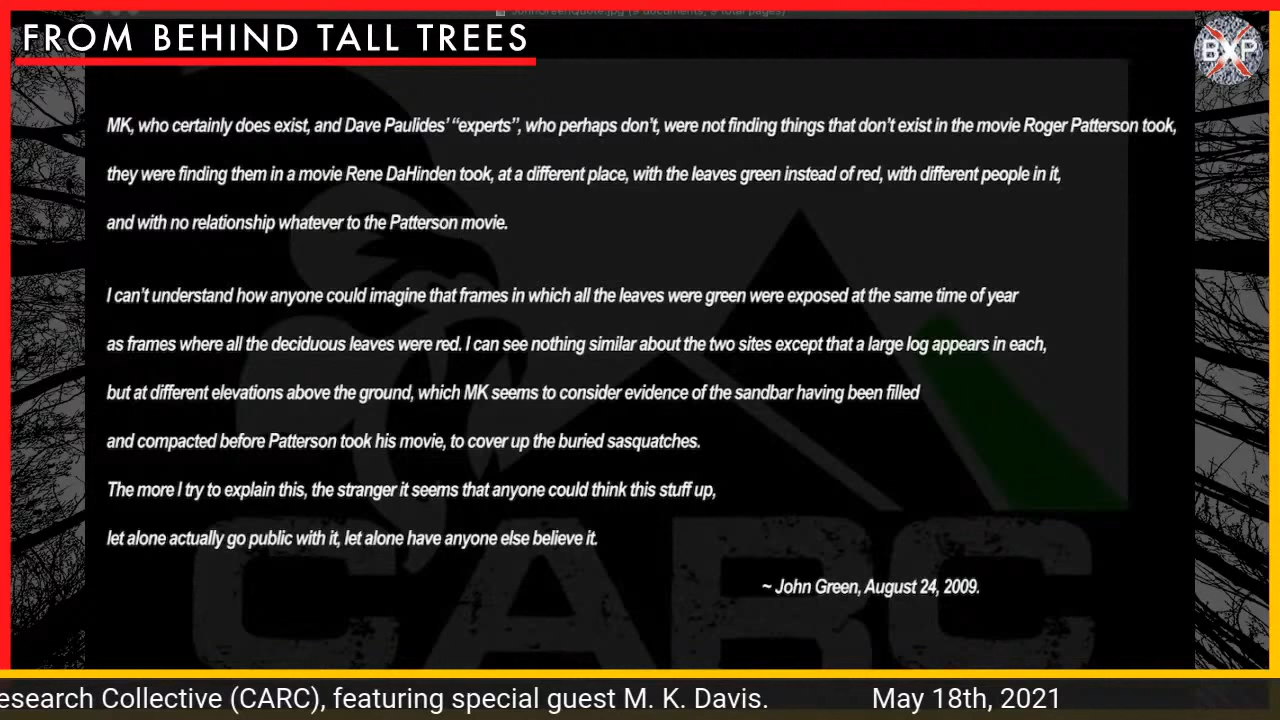 JohnGreenQuote.jpg (9 documents, 9 total pages)
FROM BEHIND TALL TREES
BXP
MK, who certainly does exist, and Dave Paulides' “experts”, who perhaps don't, were not finding things that don't exist in the movie Roger Patterson took,
they were finding them in a movie Rene DaHinden took, at a different place, with the leaves green instead of red, with different people in it,
and with no relationship whatever to the Patterson movie.
I can't understand how anyone could imagine that frames in which all the leaves were green were exposed at the same time of year
as frames where all the deciduous leaves were red. I can see nothing similar about the two sites except that a large log appears in each,
but at different elevations above the ground, which MK seems to consider evidence of the sandbar having been filled
and compacted before Patterson took his movie, to cover up the buried sasquatches.
The more I try to explain this, the stranger it seems that anyone could think this stuff up,
let alone actually go public with it, let alone have anyone else believe it.
~ John Green, August 24, 2009.
CARC
esearch Collective (CARC), featuring special guest M. K. Davis. May 18th, 2021